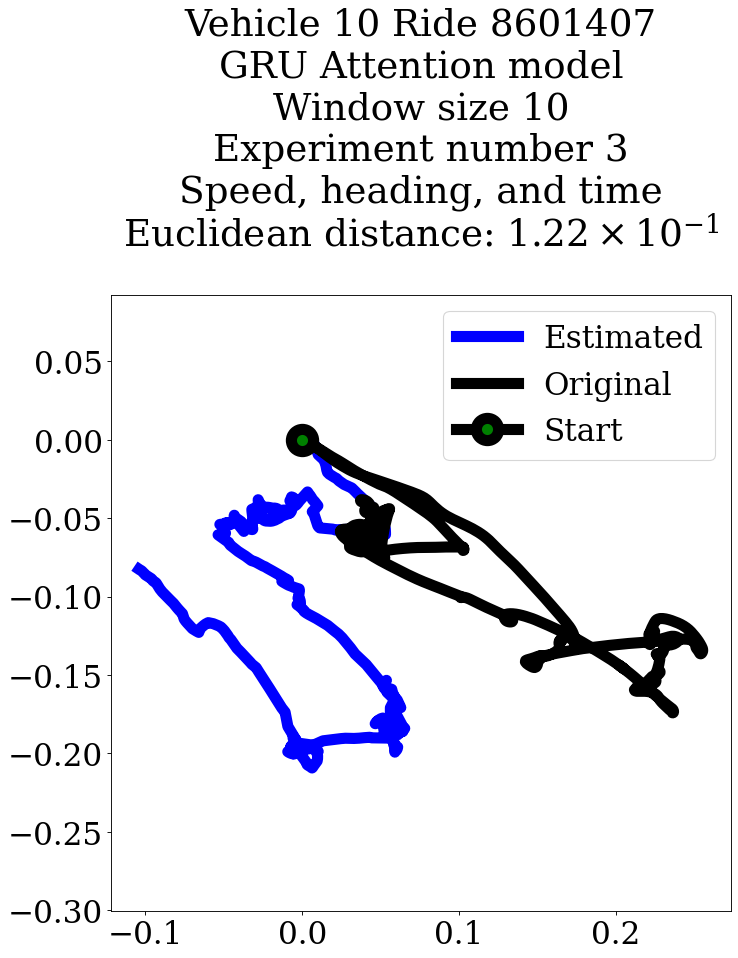 Vehicle 10 Ride 8601407
GRU Attention model
Window size 10
Experiment number 3
Speed, heading, and time
Euclidean distance: 1.22 × 10⁻¹
Estimated
Original
Start
0.05
0.00
−0.05
−0.10
−0.15
−0.20
−0.25
−0.30
−0.1
0.0
0.1
0.2